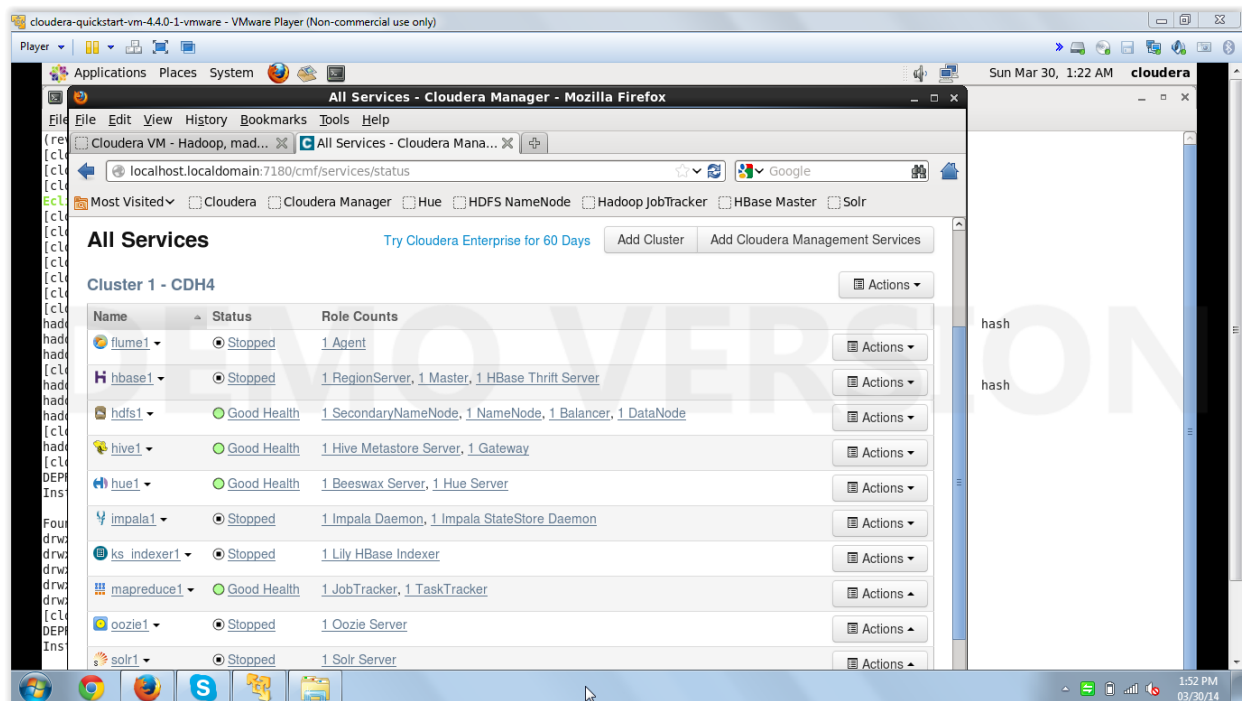 cloudera-quickstart-vm-4.4.0-1-vmware - VMware Player (Non-commercial use only)
Player
Applications Places System Sun Mar 30, 1:22 AM cloudera
All Services - Cloudera Manager - Mozilla Firefox
File File Edit View History Bookmarks Tools Help
Cloudera VM - Hadoop, mad... All Services - Cloudera Mana...
localhost.localdomain:7180/cmf/services/status Google
Most Visited Cloudera Cloudera Manager Hue HDFS NameNode Hadoop JobTracker HBase Master Solr
All Services Try Cloudera Enterprise for 60 Days Add Cluster Add Cloudera Management Services
Cluster 1 - CDH4 Actions
Name Status Role Counts
hash
flume1 Stopped 1 Agent Actions
hbase1 Stopped 1 RegionServer, 1 Master, 1 HBase Thrift Server Actions
hash
DEMO VERSION
hdfs1 Good Health 1 SecondaryNameNode, 1 NameNode, 1 Balancer, 1 DataNode Actions
hive1 Good Health 1 Hive Metastore Server, 1 Gateway Actions
hue1 Good Health 1 Beeswax Server, 1 Hue Server Actions
impala1 Stopped 1 Impala Daemon, 1 Impala StateStore Daemon Actions
ks_indexer1 Stopped 1 Lily HBase Indexer Actions
mapreduce1 Good Health 1 JobTracker, 1 TaskTracker Actions
oozie1 Stopped 1 Oozie Server Actions
solr1 Stopped 1 Solr Server Actions
1:52 PM
03/30/14